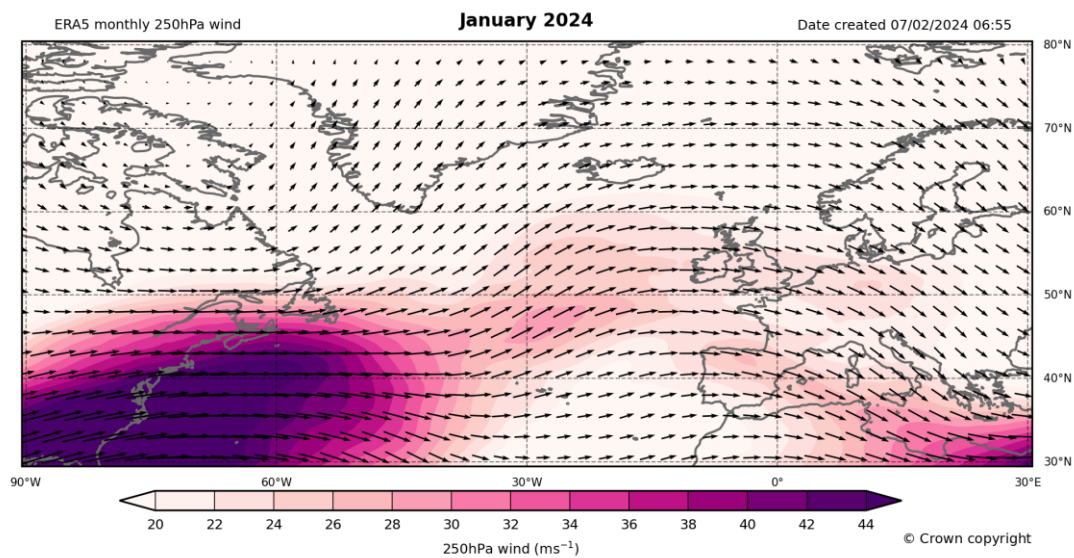 January 2024
ERA5 monthly 250hPa wind
Date created 07/02/2024 06:55
80°N
70°N
60°N
50°N
40°N
30°N
90°W 60°W 30°W 0° 30°E
20 22 24 26 28 30 32 34 36 38 40 42 44
250hPa wind (ms⁻¹)
© Crown copyright